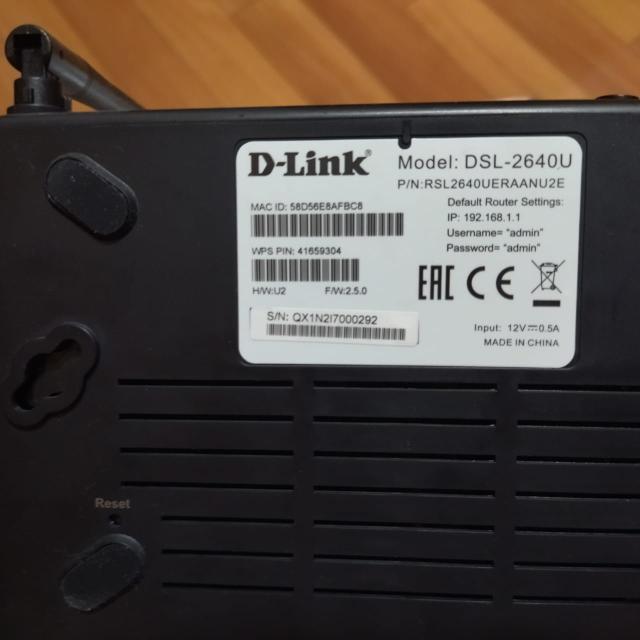 D-Link
Model: DSL-2640U
P/N:RSL2640UERAANU2E
MAC ID: 58D56E8AFBC8
Default Router Settings:
IP: 192.168.1.1
Username= "admin"
Password= "admin"
WPS PIN: 41659304
H/W:U2 F/W:2.5.0
EAC CE
S/N: QX1N2I7000292
Input: 12V⎓0.5A
MADE IN CHINA
Reset